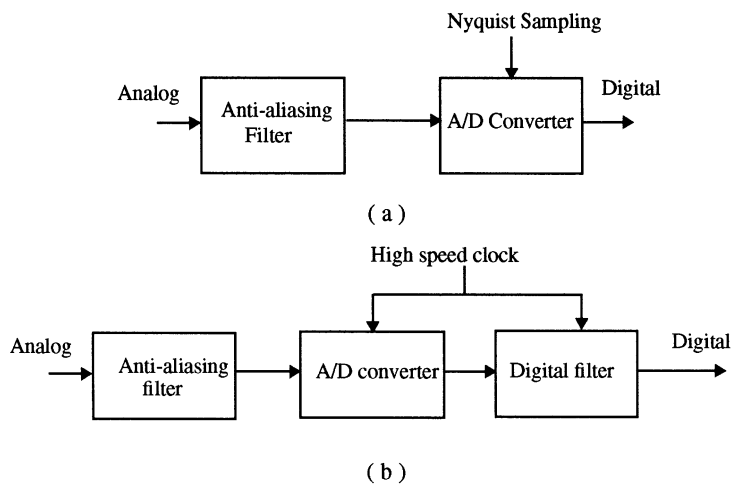 Nyquist Sampling
Analog
Anti-aliasing
Filter
A/D Converter
Digital
( a )
High speed clock
Analog
Anti-aliasing
filter
A/D converter
Digital filter
Digital
( b )